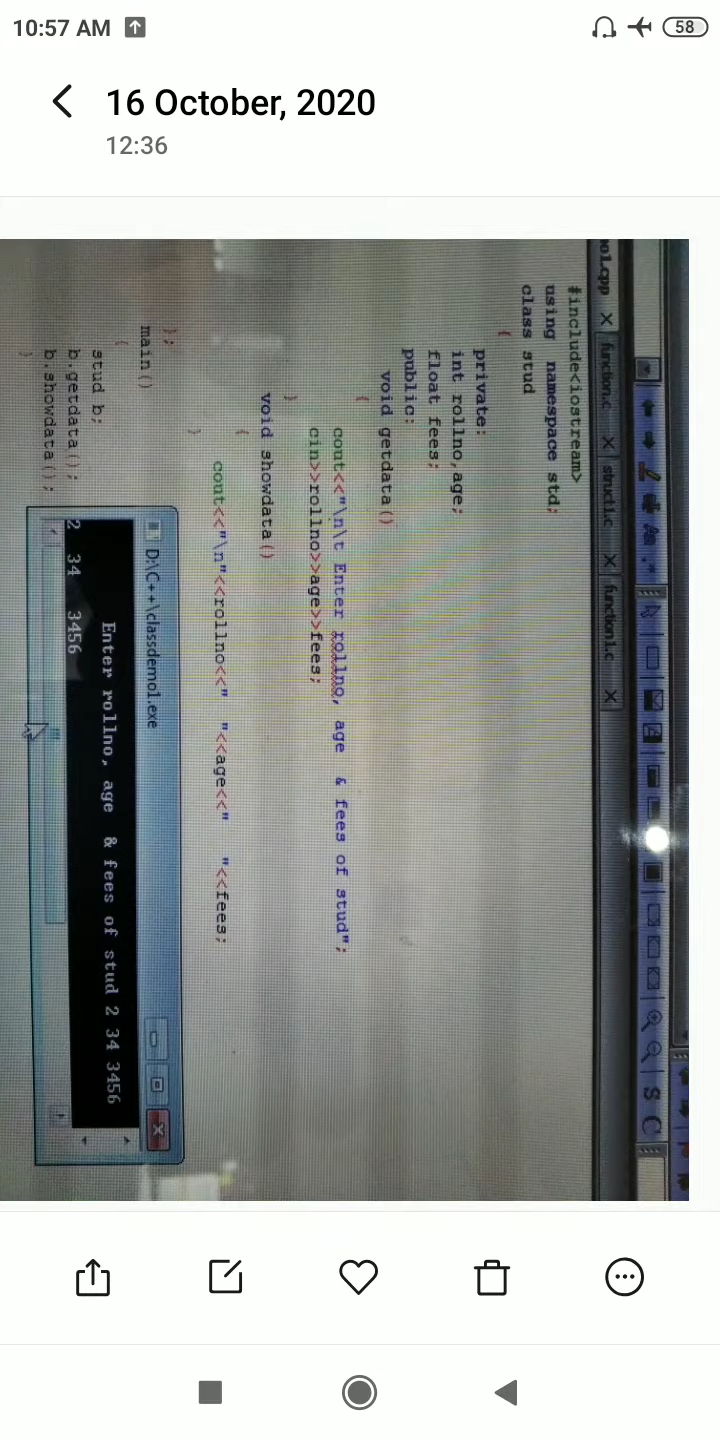 10:57 AM
58
16 October, 2020
12:36
o1.cpp X function.c X struct1.c X function1.c X
S C
#include<iostream>
using namespace std;
class stud
{
private:
int rollno,age;
float fees;
public:
void getdata()
{
cout<<"\n\t Enter rollno, age & fees of stud";
cin>>rollno>>age>>fees;
}
void showdata()
{
cout<<"\n"<<rollno<<" "<<age<<" "<<fees;
}
};
main()
{
stud b;
b.getdata();
b.showdata();
}
D:\C++\classdemo1.exe
Enter rollno, age & fees of stud 2 34 3456
2 34 3456